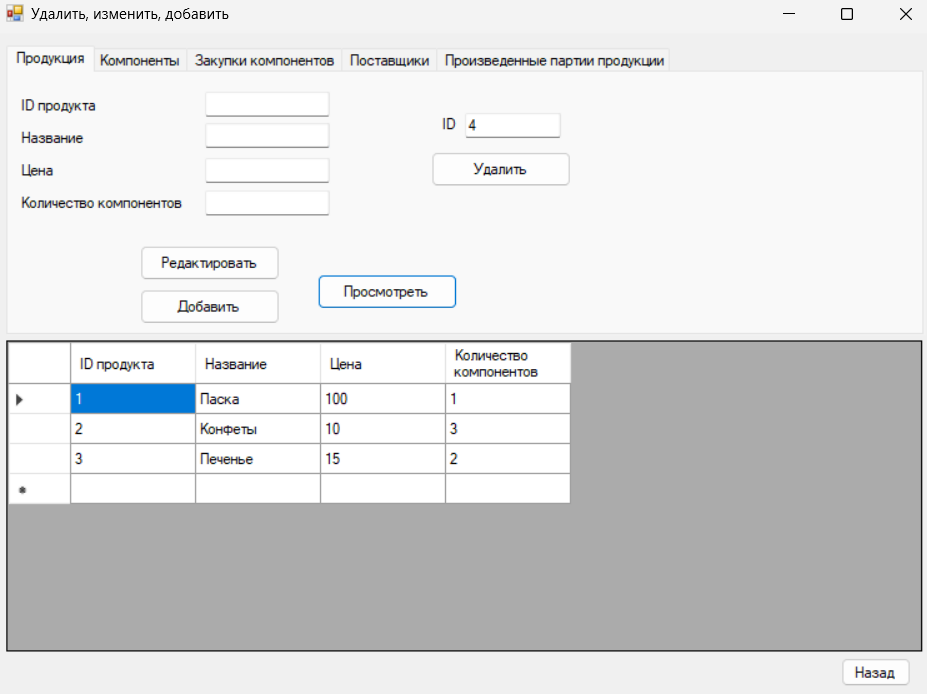 Удалить, изменить, добавить
Продукция Компоненты Закупки компонентов Поставщики Произведенные партии продукции
ID продукта
Название
Цена
Количество компонентов
ID 4
Удалить
Редактировать
Добавить
Просмотреть
ID продукта Название Цена Количество компонентов
1 Паска 100 1
2 Конфеты 10 3
3 Печенье 15 2
Назад